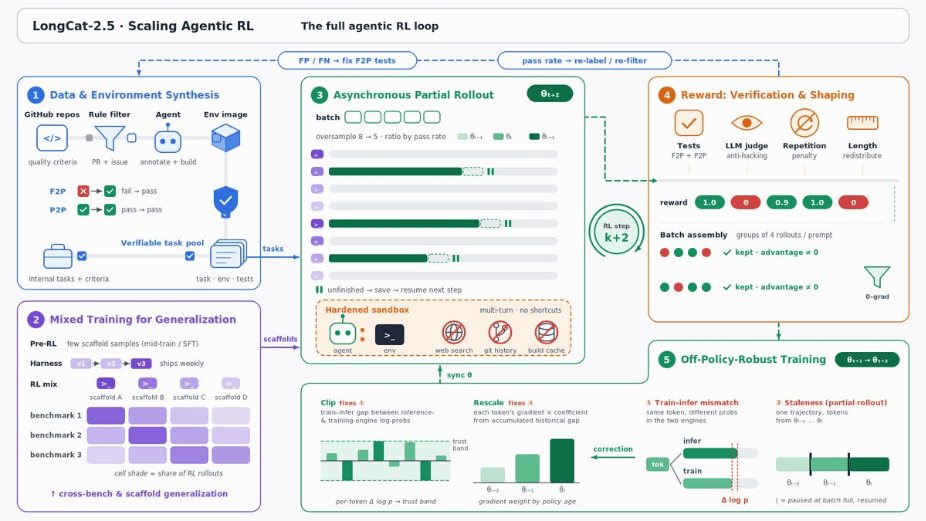 LongCat-2.5 · Scaling Agentic RL
The full agentic RL loop
FP / FN → fix F2P tests
pass rate → re-label / re-filter
1 Data & Environment Synthesis
GitHub repos
Rule filter
Agent
Env image
</>
quality criteria
PR + issue
annotate + build
F2P
fail → pass
P2P
pass → pass
>_
Verifiable task pool
Internal tasks + criteria
task · env · tests
tasks
2 Mixed Training for Generalization
Pre-RL
few scaffold samples (mid-train / SFT)
Harness
v1
v2
v3
ships weekly
RL mix
>_
>_
>_
>_
scaffold A
scaffold B
scaffold C
scaffold D
benchmark 1
benchmark 2
benchmark 3
cell shade = share of RL rollouts
↑ cross-bench & scaffold generalization
scaffolds
3 Asynchronous Partial Rollout
θₜ₊₂
batch
oversample 8 → 5 · ratio by pass rate
θₜ₋₁
θₜ
θₜ₊₁
>_
>_
>_
>_
>_
>_
>_
>_
unfinished → save → resume next step
Hardened sandbox
multi-turn · no shortcuts
>_
agent
env
web search
git history
build cache
sync θ
RL step
k+2
4 Reward: Verification & Shaping
Tests
LLM judge
Repetition
Length
F2P + P2P
anti-hacking
penalty
redistribute
reward
1.0
0
0.9
1.0
0
Batch assembly
groups of 4 rollouts / prompt
kept · advantage ≠ 0
kept · advantage ≠ 0
0-grad
5 Off-Policy-Robust Training
θₜ₊₁ → θₜ₊₂
Clip fixes ①
train–infer gap between inference-
& training-engine log-probs
trust
band
per-token Δ log p → trust band
Rescale fixes ②
each token's gradient × coefficient
from accumulated historical gap
θₜ₋₂
θₜ₋₁
θₜ
gradient weight by policy age
correction
① Train–infer mismatch
same token, different probs
in the two engines
infer
tok
train
Δ log p
② Staleness (partial rollout)
one trajectory, tokens
from θₜ₋ₖ … θₜ
θₜ₋₂
θₜ₋₁
θₜ
| = paused at batch full, resumed